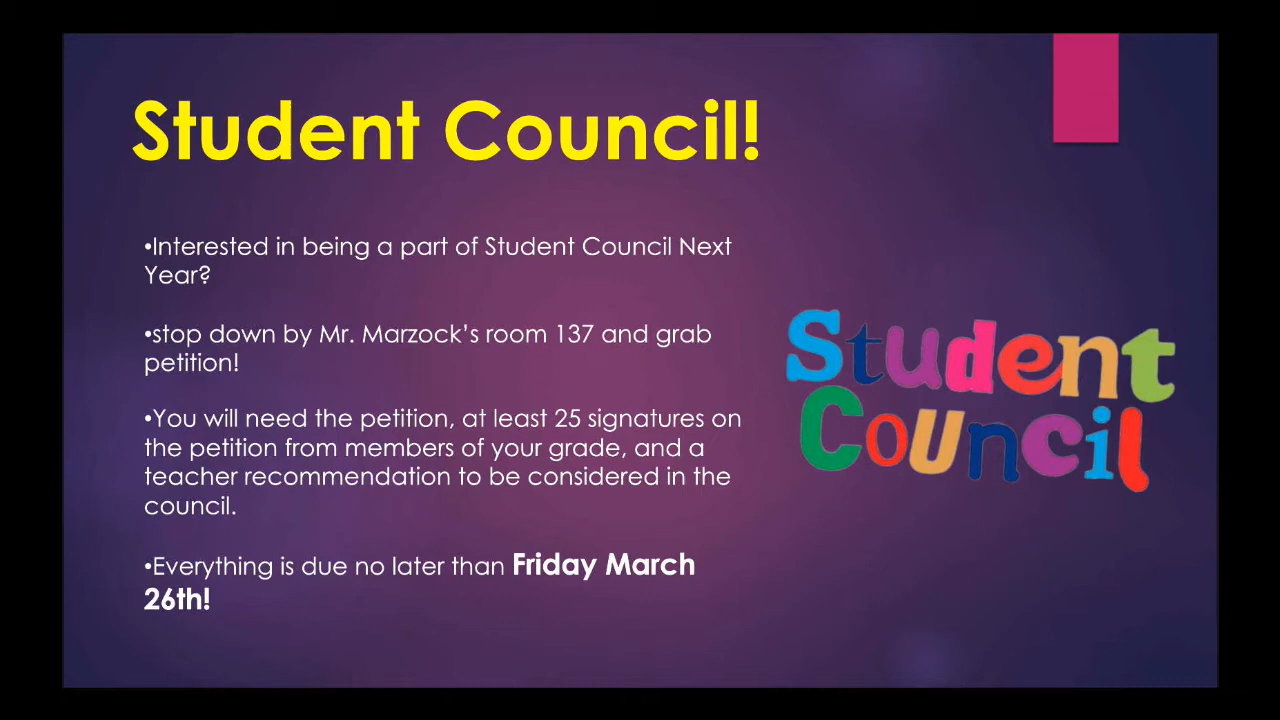 Student Council!
•Interested in being a part of Student Council Next
Year?
•stop down by Mr. Marzock's room 137 and grab
petition!
•You will need the petition, at least 25 signatures on
the petition from members of your grade, and a
teacher recommendation to be considered in the
council.
•Everything is due no later than Friday March
26th!
Student
Council